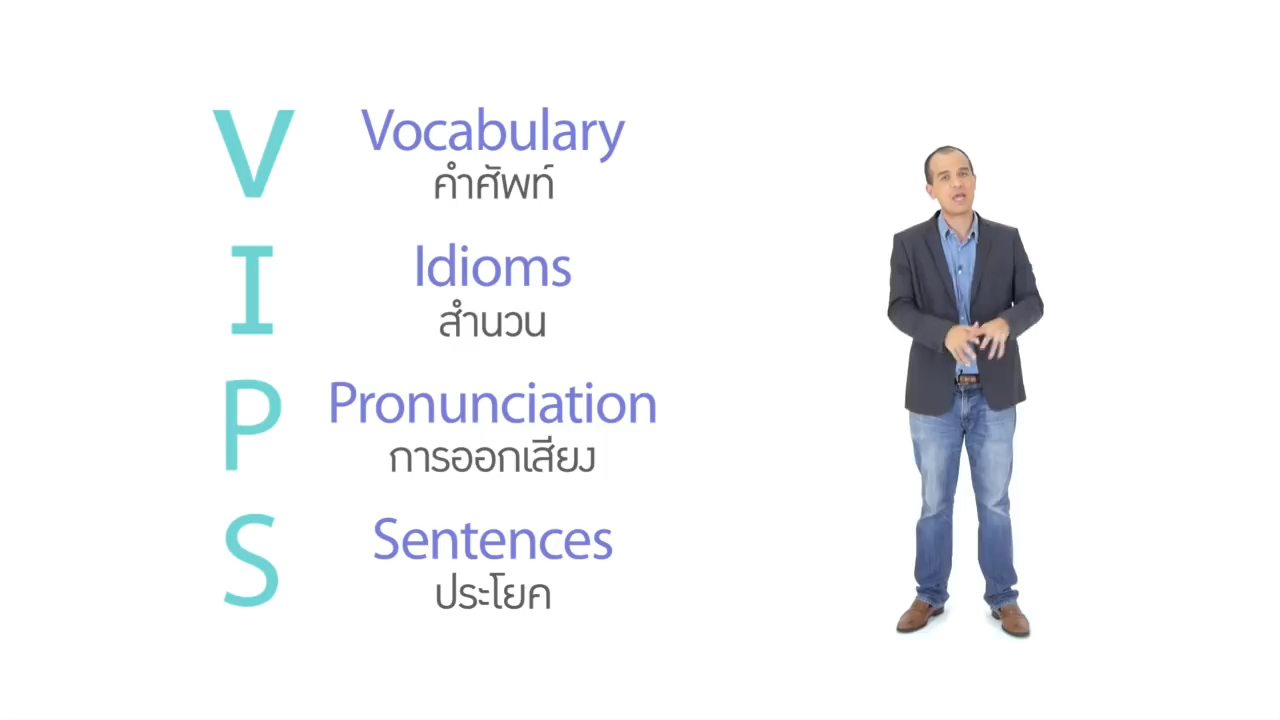 V
Vocabulary
คำศัพท์
I
Idioms
สำนวน
P
Pronunciation
การออกเสียง
S
Sentences
ประโยค